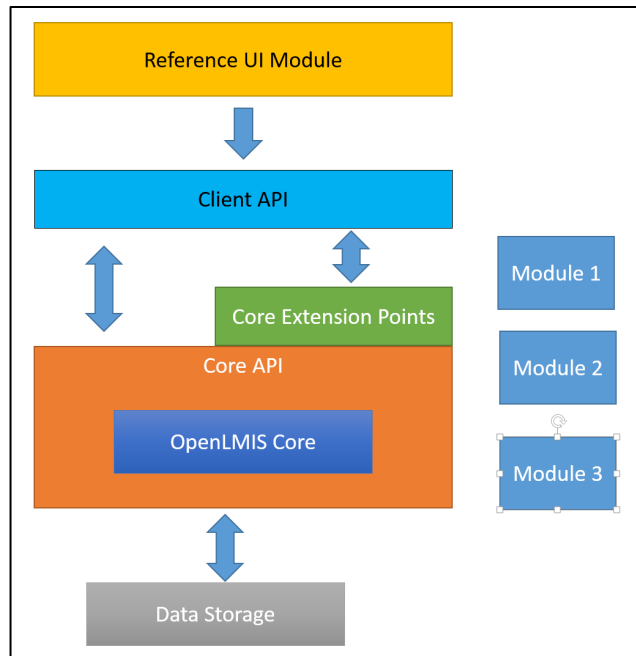 Reference UI Module
Client API
Module 1
Core Extension Points
Module 2
Core API
OpenLMIS Core
Module 3
Data Storage